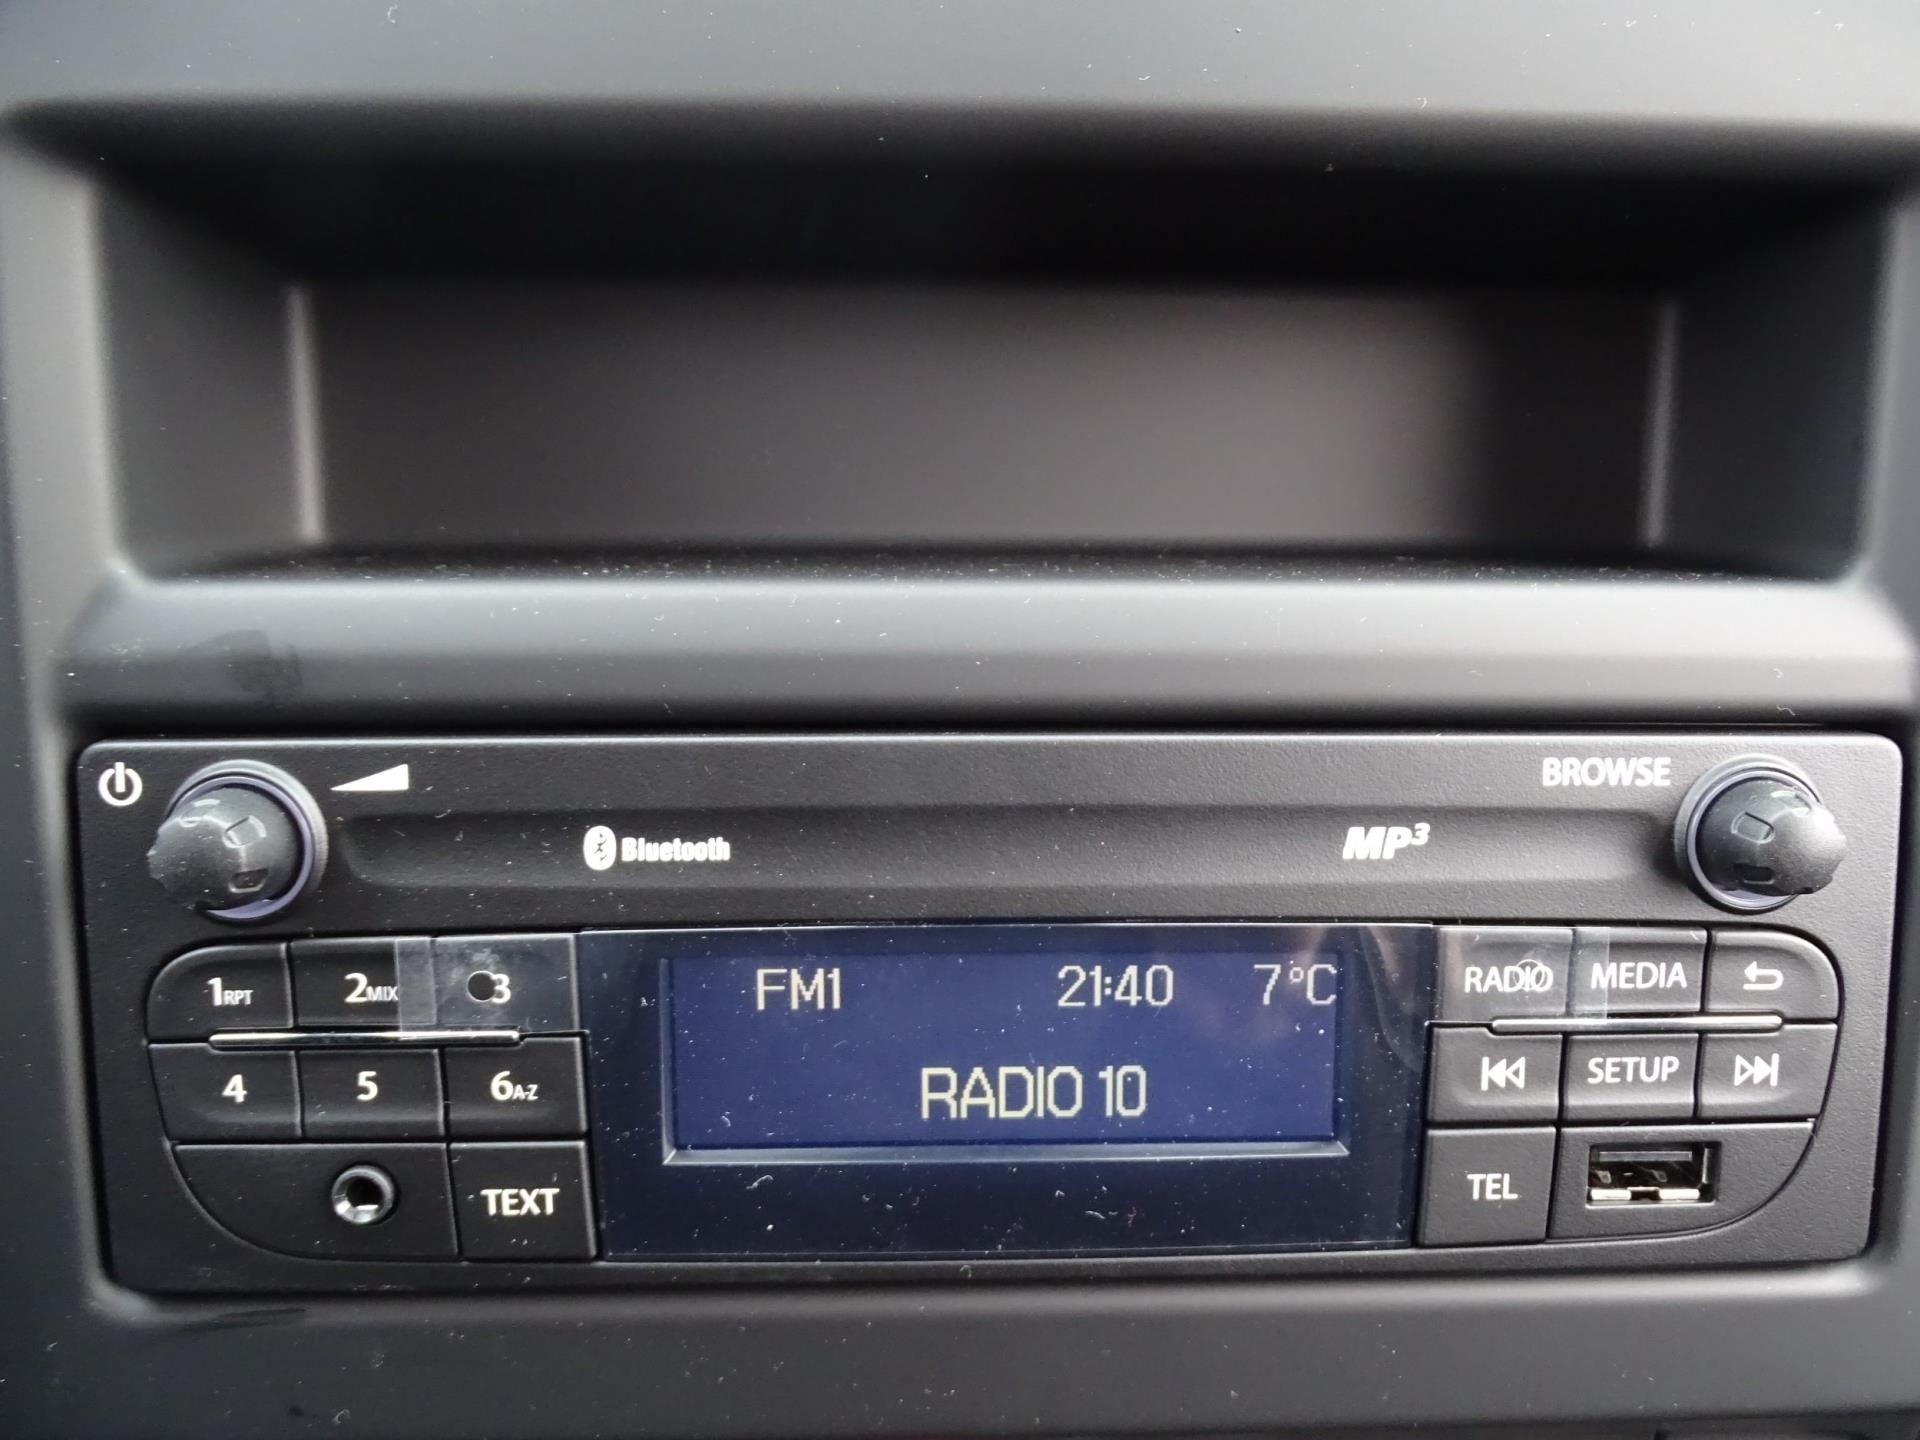 BROWSE
Bluetooth
MP3
1RPT
2MIX
3
FM1 21:40 7°C
RADIO
MEDIA
4
5
6A-Z
RADIO 10
SETUP
TEXT
TEL